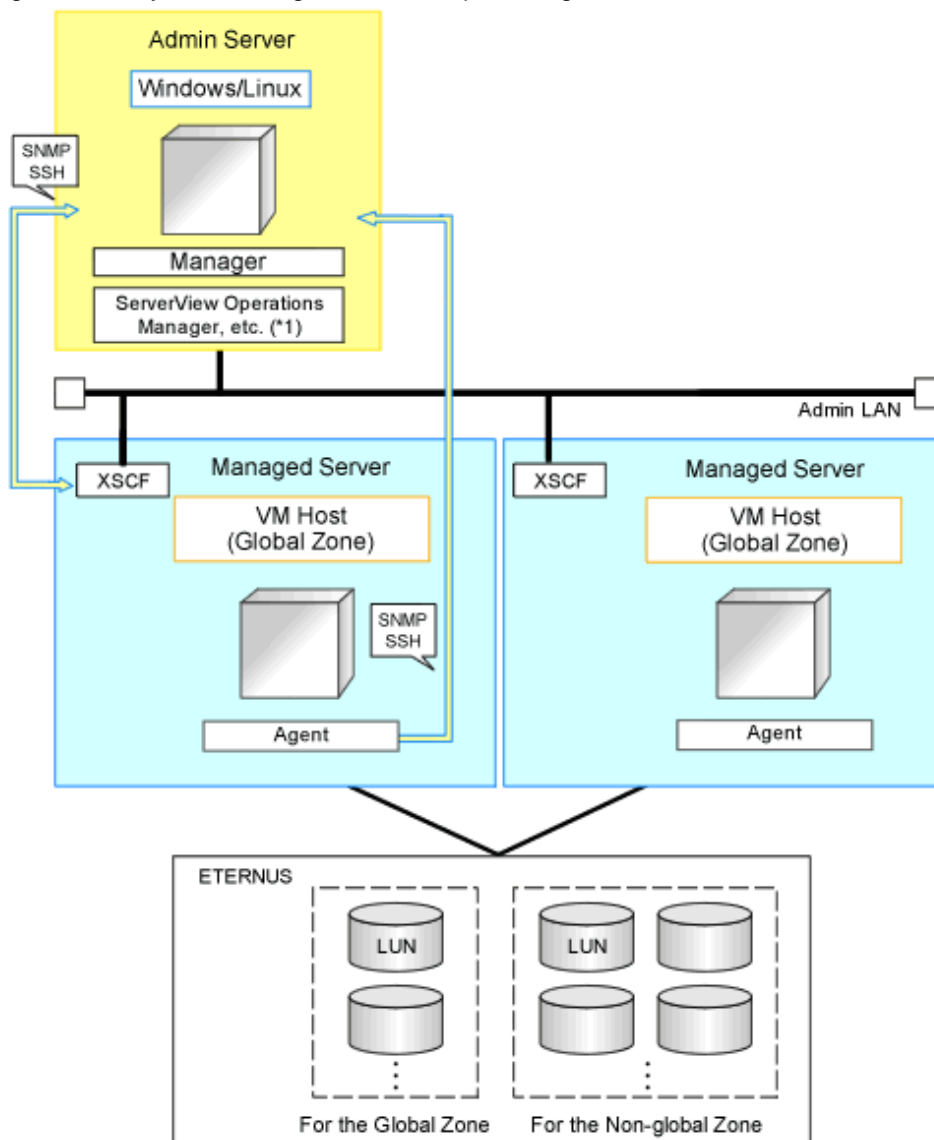 Admin Server
Windows/Linux
SNMP
SSH
Manager
ServerView Operations
Manager, etc. (*1)
Admin LAN
XSCF
Managed Server
VM Host
(Global Zone)
SNMP
SSH
Agent
XSCF
Managed Server
VM Host
(Global Zone)
Agent
ETERNUS
LUN
LUN
For the Global Zone
For the Non-global Zone